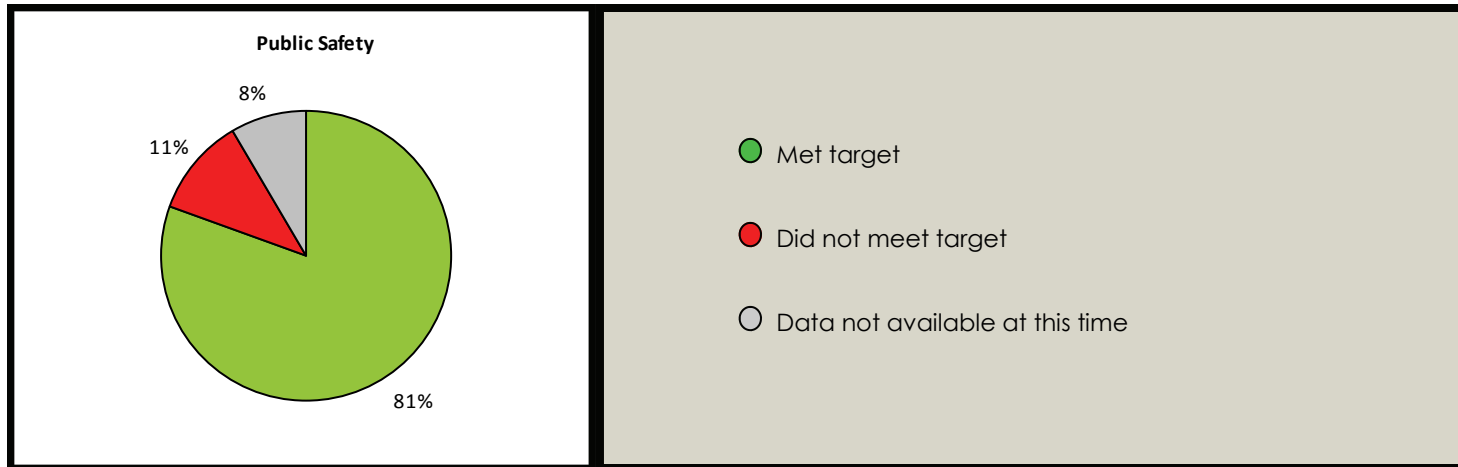 Public Safety
8%
11%
81%
Met target
Did not meet target
Data not available at this time